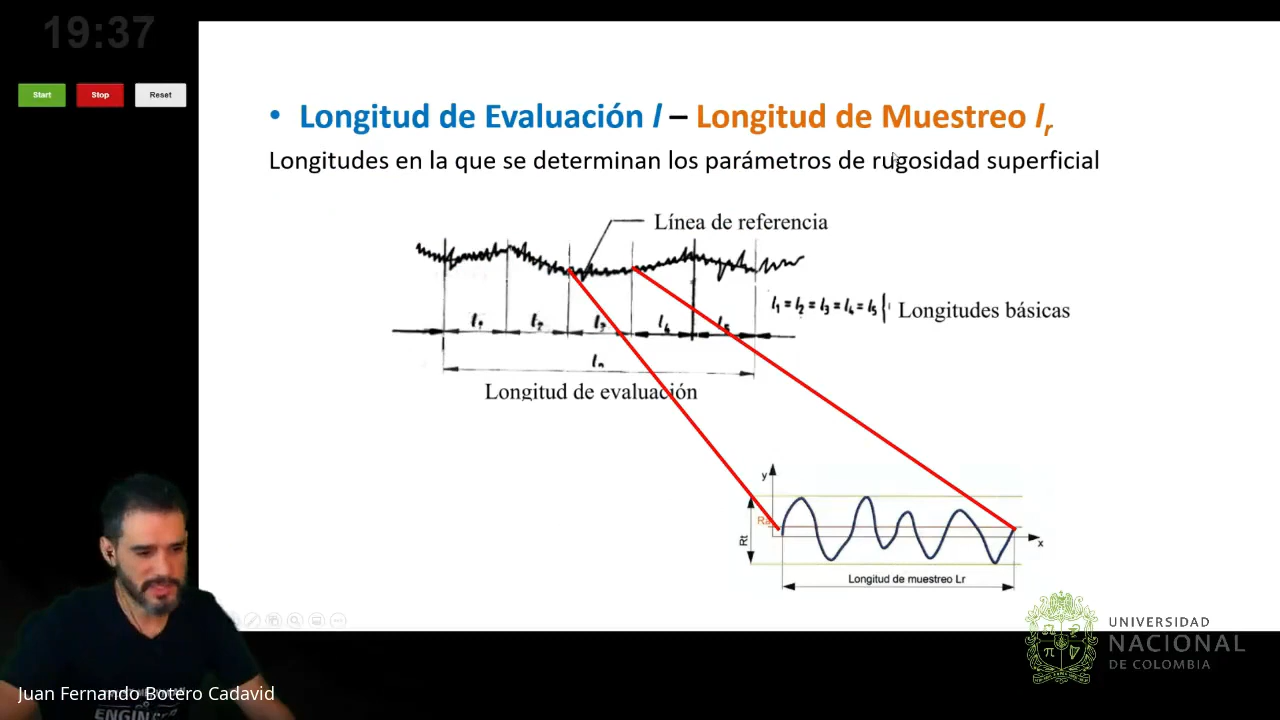 19:37
Start
Stop
Reset
• Longitud de Evaluación l – Longitud de Muestreo lr
Longitudes en la que se determinan los parámetros de rugosidad superficial
Línea de referencia
l1 = l2 = l3 = l4 = l5 { Longitudes básicas
l1 l2 l3 l4 l5
ln
Longitud de evaluación
y
Ra
Rt
x
Longitud de muestreo Lr
UNIVERSIDAD
NACIONAL
DE COLOMBIA
Juan Fernando Botero Cadavid
ENGINE